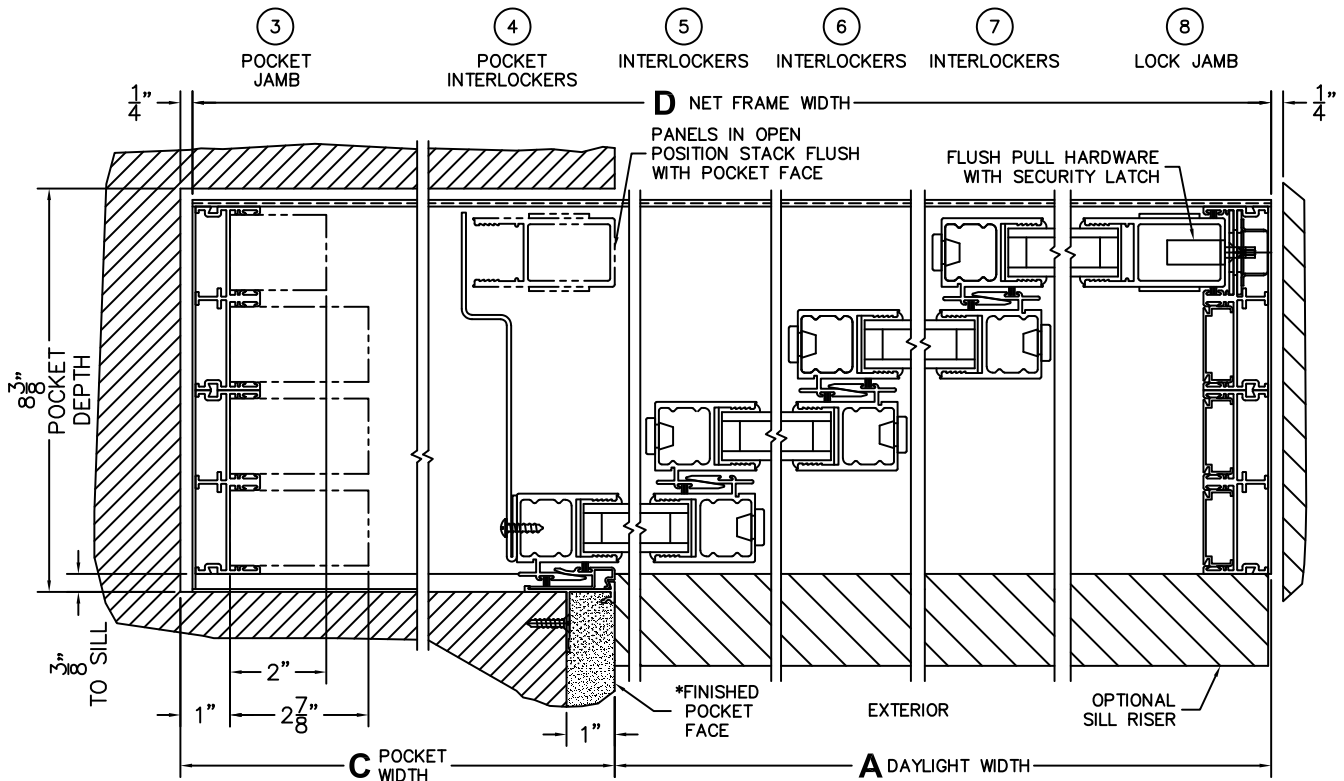 3
POCKET
JAMB
4
POCKET
INTERLOCKERS
5
INTERLOCKERS
6
INTERLOCKERS
7
INTERLOCKERS
8
LOCK JAMB
1/4"
D NET FRAME WIDTH
1/4"
PANELS IN OPEN
POSITION STACK FLUSH
WITH POCKET FACE
FLUSH PULL HARDWARE
WITH SECURITY LATCH
8 3/8"
POCKET
DEPTH
3/8"
TO SILL
2"
1"
2 7/8"
1"
*FINISHED
POCKET
FACE
EXTERIOR
OPTIONAL
SILL RISER
C POCKET
WIDTH
A DAYLIGHT WIDTH